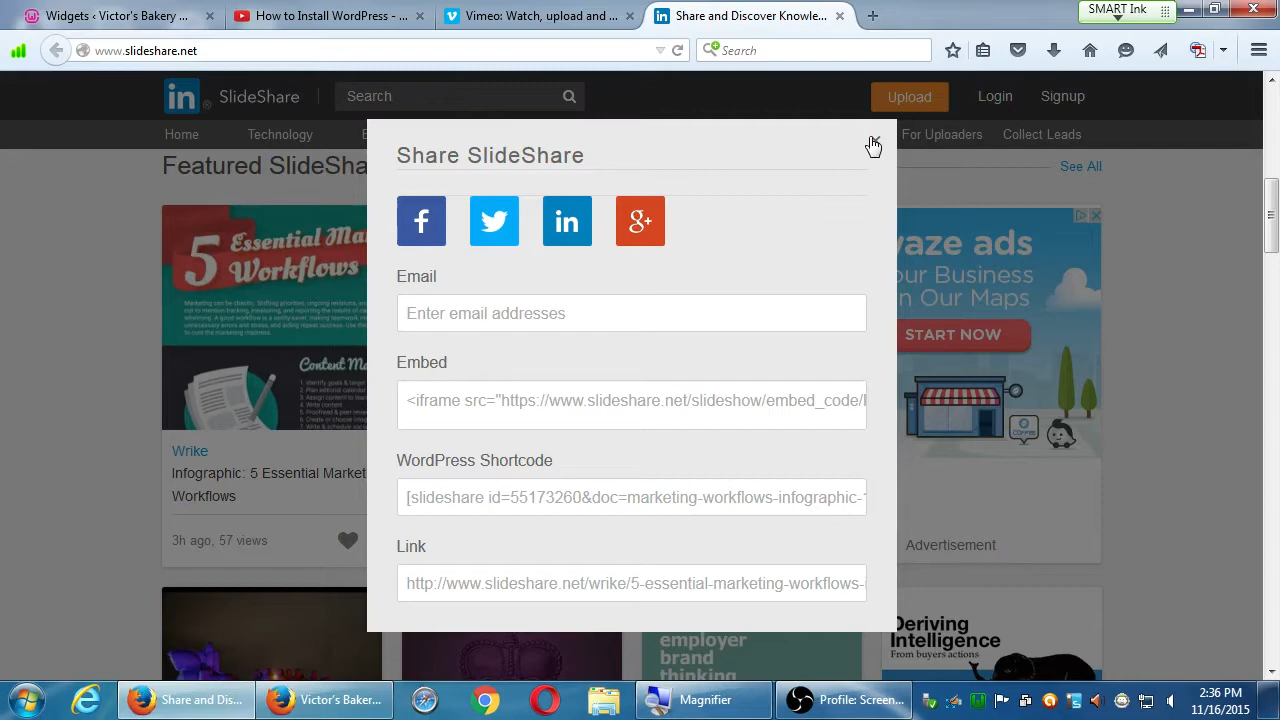 Widgets ‹ Victor's Bakery ...
How to Install WordPress - ...
Vimeo: Watch, Upload and ...
Share and Discover Knowle...
SMART Ink
www.slideshare.net
Search
in SlideShare
Search
Upload
Login
Signup
Home
Technology
For Uploaders
Collect Leads
Featured SlideSha
See All
Share SlideShare
Email
Enter email addresses
Embed
<iframe src="https://www.slideshare.net/slideshow/embed_code/
WordPress Shortcode
[slideshare id=55173260&doc=marketing-workflows-infographic-
Link
http://www.slideshare.net/wrike/5-essential-marketing-workflows-
5 Essential Ma
Workflows
Content Ma
Wrike
Infographic: 5 Essential Market
Workflows
3h ago, 57 views
waze ads
our Business
n Our Maps
START NOW
COFFEE
Advertisement
employer
brand
thinking
Deriving
Intelligence
From buyers actions
Share and Dis...
Victor's Baker...
Magnifier
Profile: Screen...
2:36 PM
11/16/2015